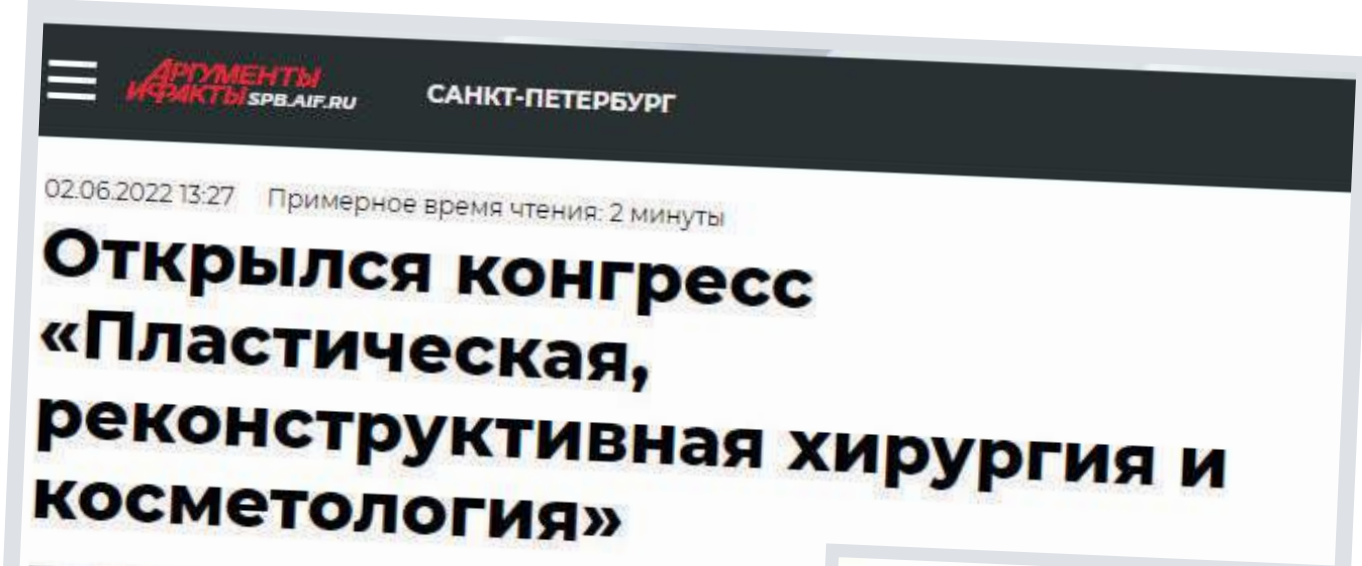 АРГУМЕНТЫ
И ФАКТЫ SPB.AIF.RU
САНКТ-ПЕТЕРБУРГ
02.06.2022 13:27 Примерное время чтения: 2 минуты
Открылся конгресс
«Пластическая,
реконструктивная хирургия и
косметология»